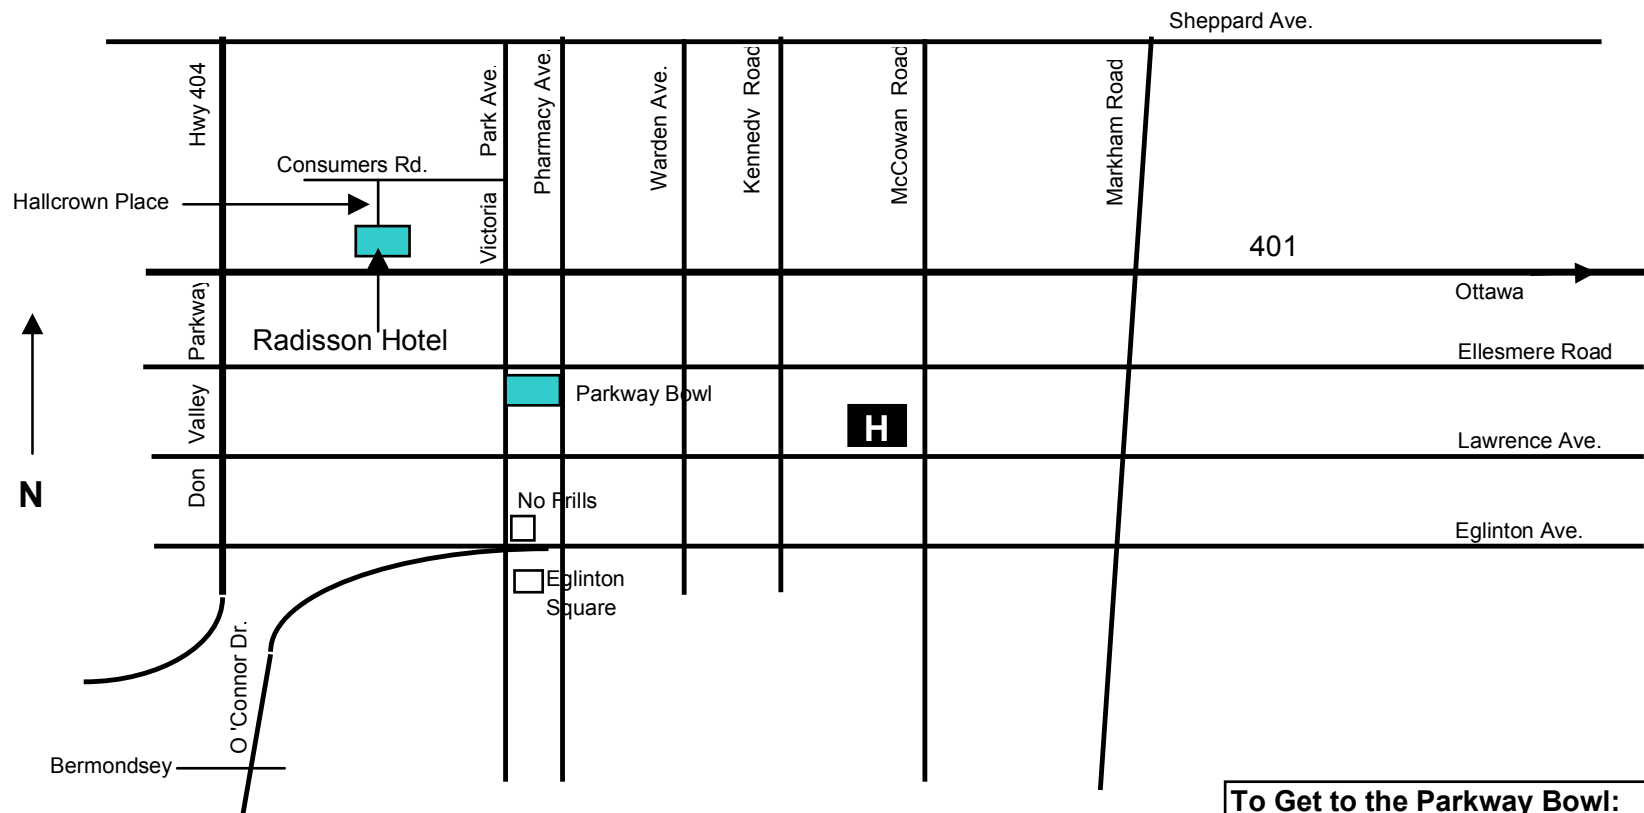 Sheppard Ave.
Hwy 404
Park Ave.
Victoria
Pharmacy Ave.
Warden Ave.
Kennedy Road
McCowan Road
Markham Road
Consumers Rd.
Hallcrown Place
401
Ottawa
Parkway
Radisson Hotel
Ellesmere Road
Valley
Parkway Bowl
H
Lawrence Ave.
Don
N
No Frills
Eglinton Ave.
Eglinton
Square
O 'Connor Dr.
Bermondsey
To Get to the Parkway Bowl: